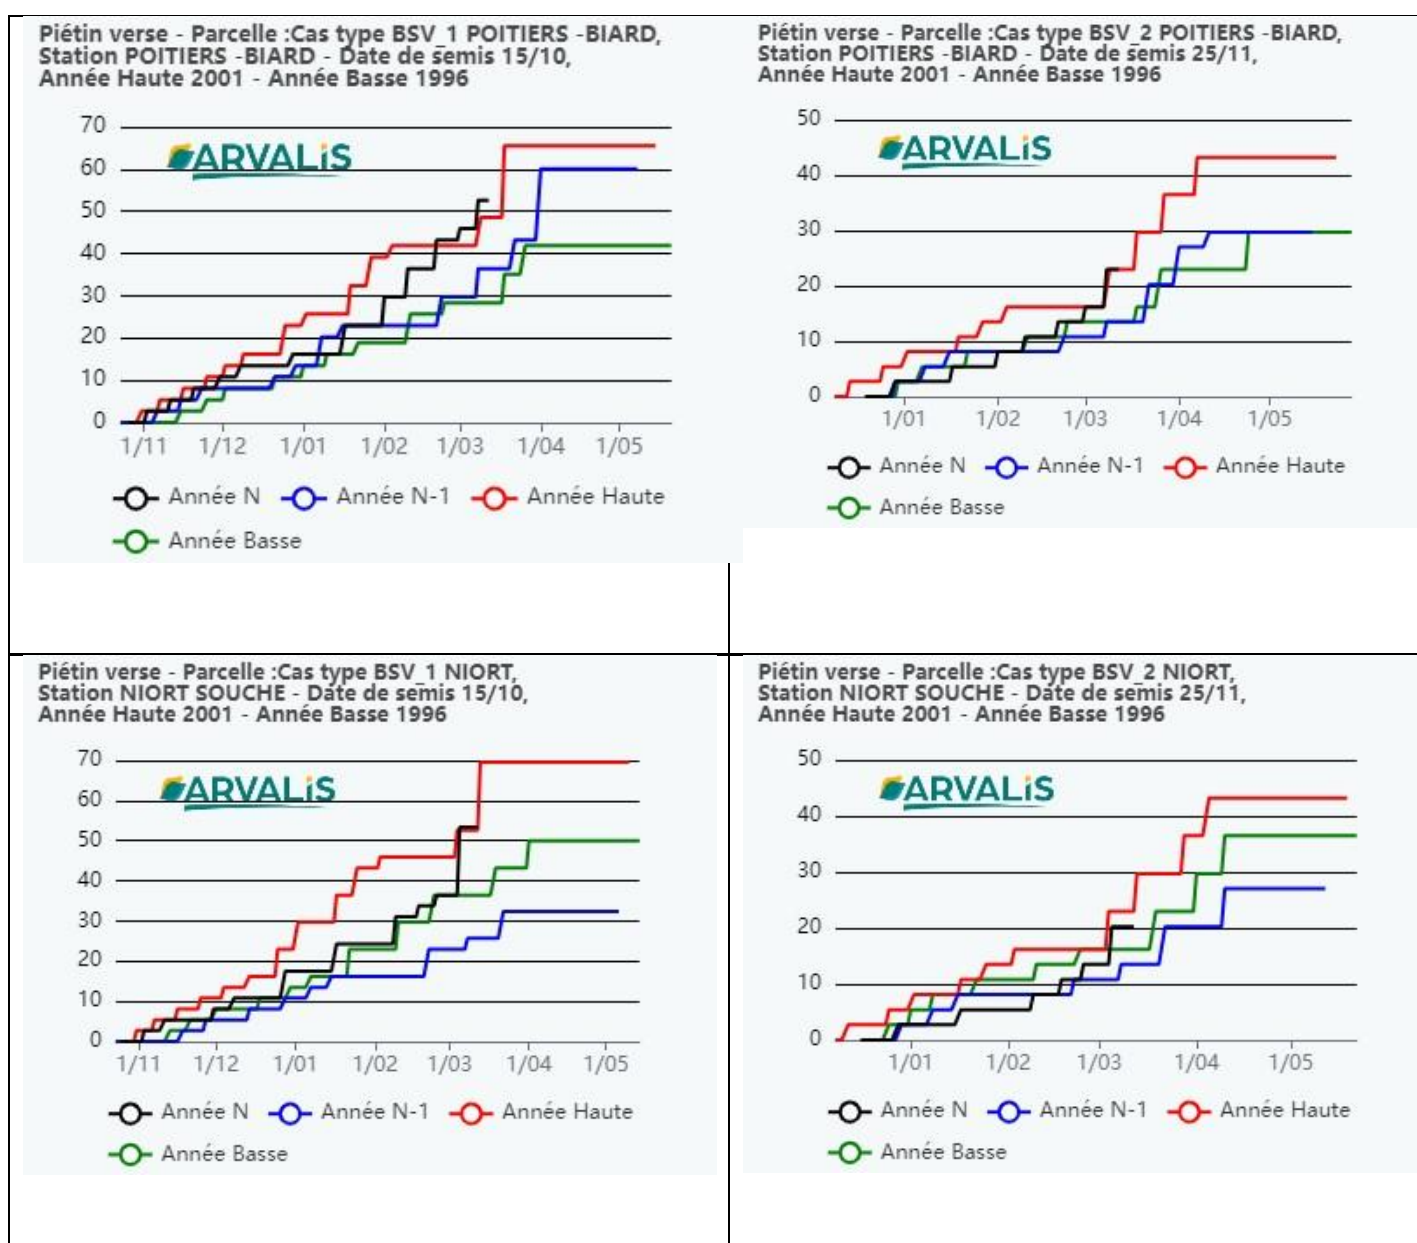 Piétin verse - Parcelle :Cas type BSV_1 POITIERS -BIARD,
Station POITIERS -BIARD - Date de semis 15/10,
Année Haute 2001 - Année Basse 1996
70
60
50
40
30
20
10
0
ARVALiS
1/11 1/12 1/01 1/02 1/03 1/04 1/05
Année N Année N-1 Année Haute
Année Basse
Piétin verse - Parcelle :Cas type BSV_2 POITIERS -BIARD,
Station POITIERS -BIARD - Date de semis 25/11,
Année Haute 2001 - Année Basse 1996
50
40
30
20
10
0
ARVALiS
1/01 1/02 1/03 1/04 1/05
Année N Année N-1 Année Haute
Année Basse
Piétin verse - Parcelle :Cas type BSV_1 NIORT,
Station NIORT SOUCHE - Date de semis 15/10,
Année Haute 2001 - Année Basse 1996
70
60
50
40
30
20
10
0
ARVALiS
1/11 1/12 1/01 1/02 1/03 1/04 1/05
Année N Année N-1 Année Haute
Année Basse
Piétin verse - Parcelle :Cas type BSV_2 NIORT,
Station NIORT SOUCHE - Date de semis 25/11,
Année Haute 2001 - Année Basse 1996
50
40
30
20
10
0
ARVALiS
1/01 1/02 1/03 1/04 1/05
Année N Année N-1 Année Haute
Année Basse